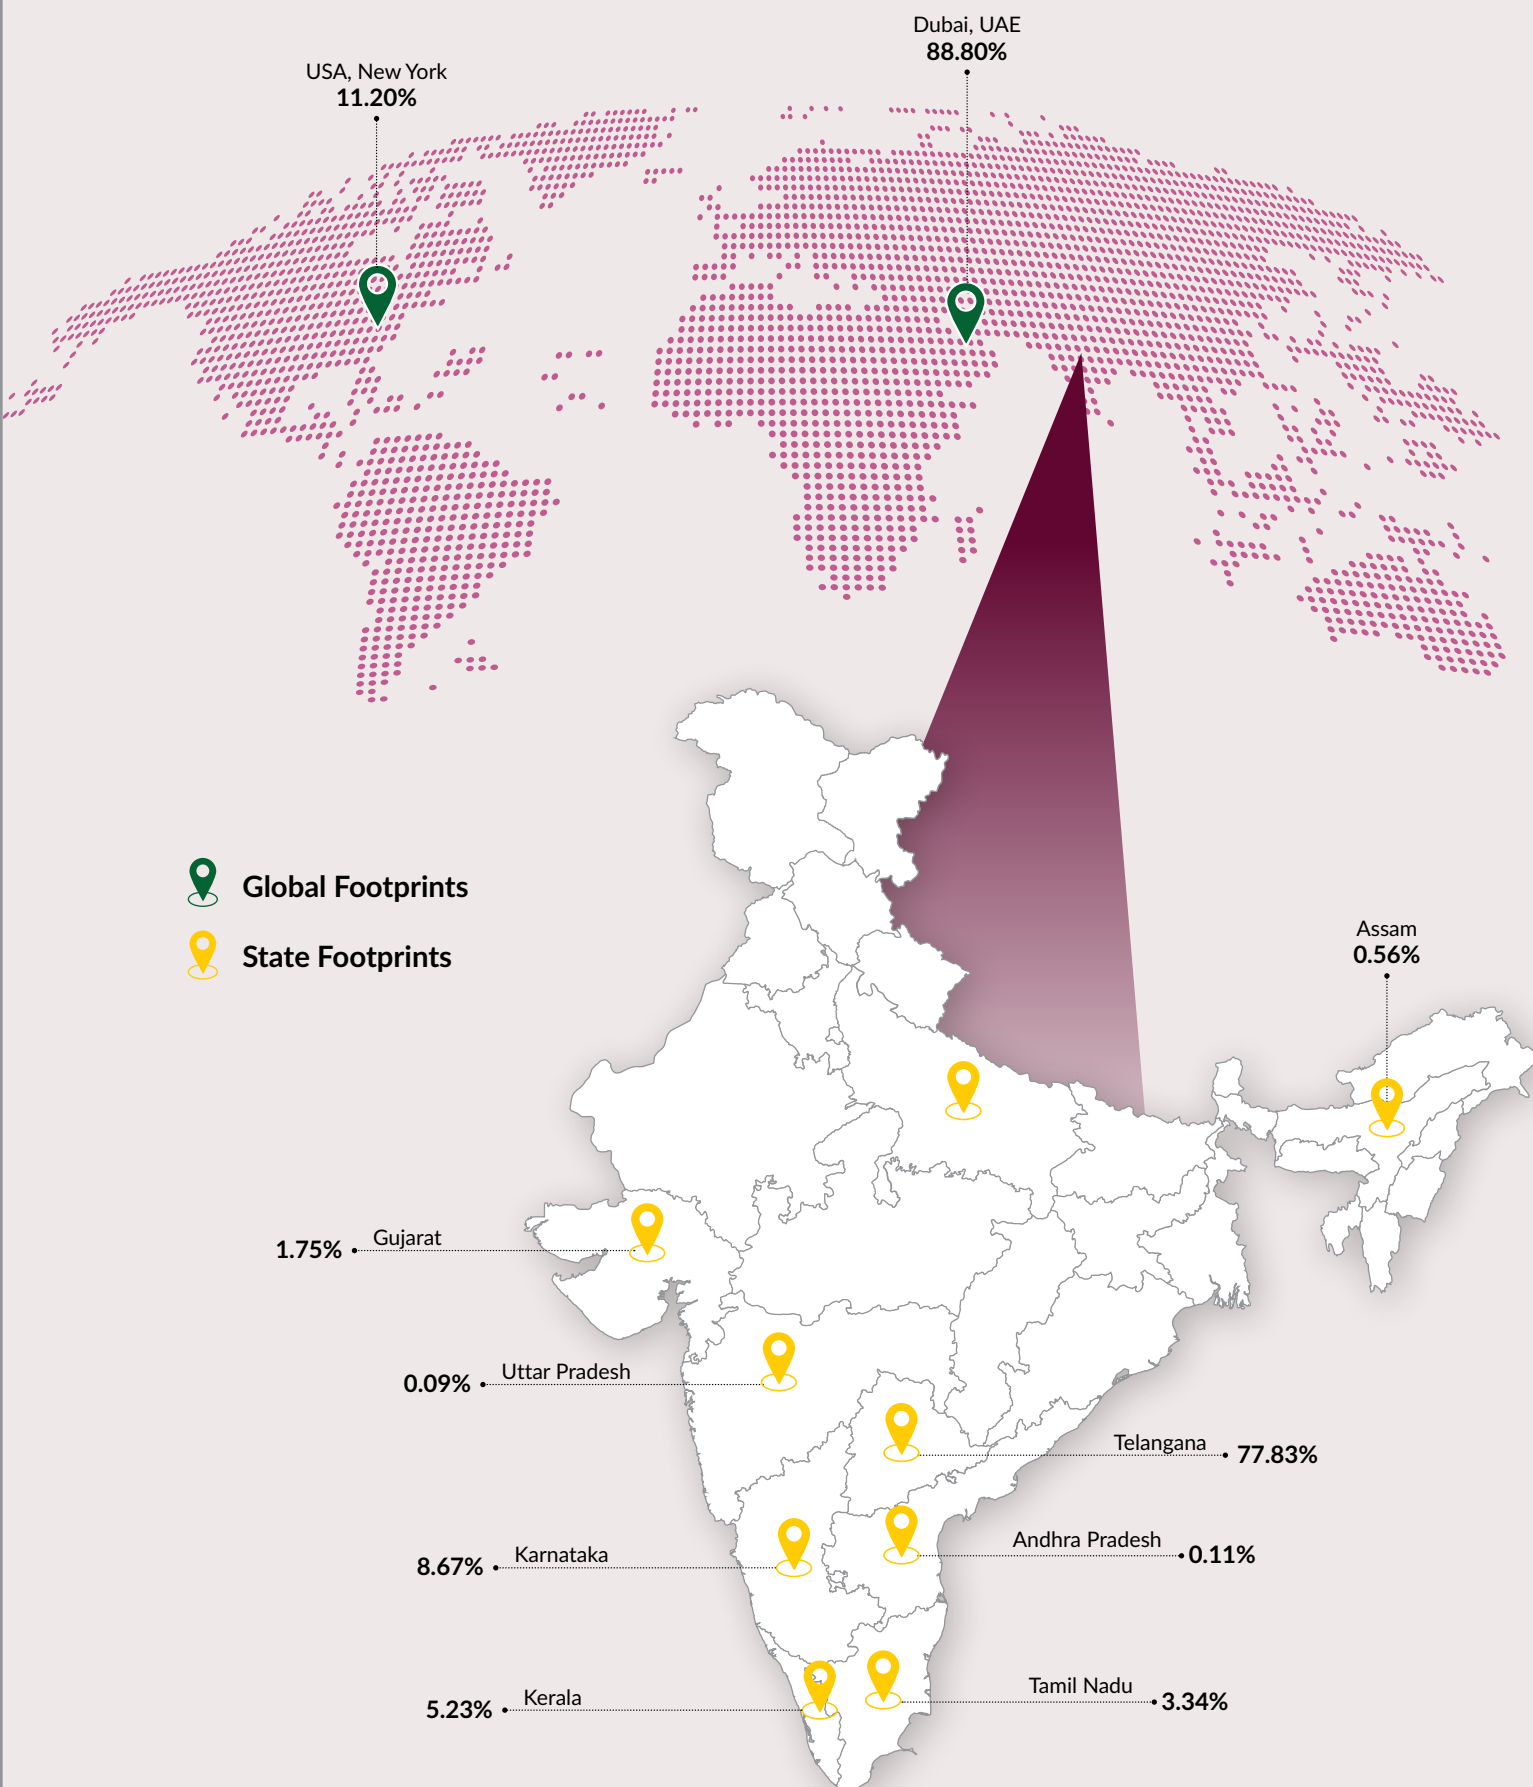 Dubai, UAE
88.80%
USA, New York
11.20%
Global Footprints
State Footprints
Assam
0.56%
Gujarat
1.75%
Uttar Pradesh
0.09%
Telangana
77.83%
Andhra Pradesh
0.11%
Karnataka
8.67%
Tamil Nadu
3.34%
Kerala
5.23%